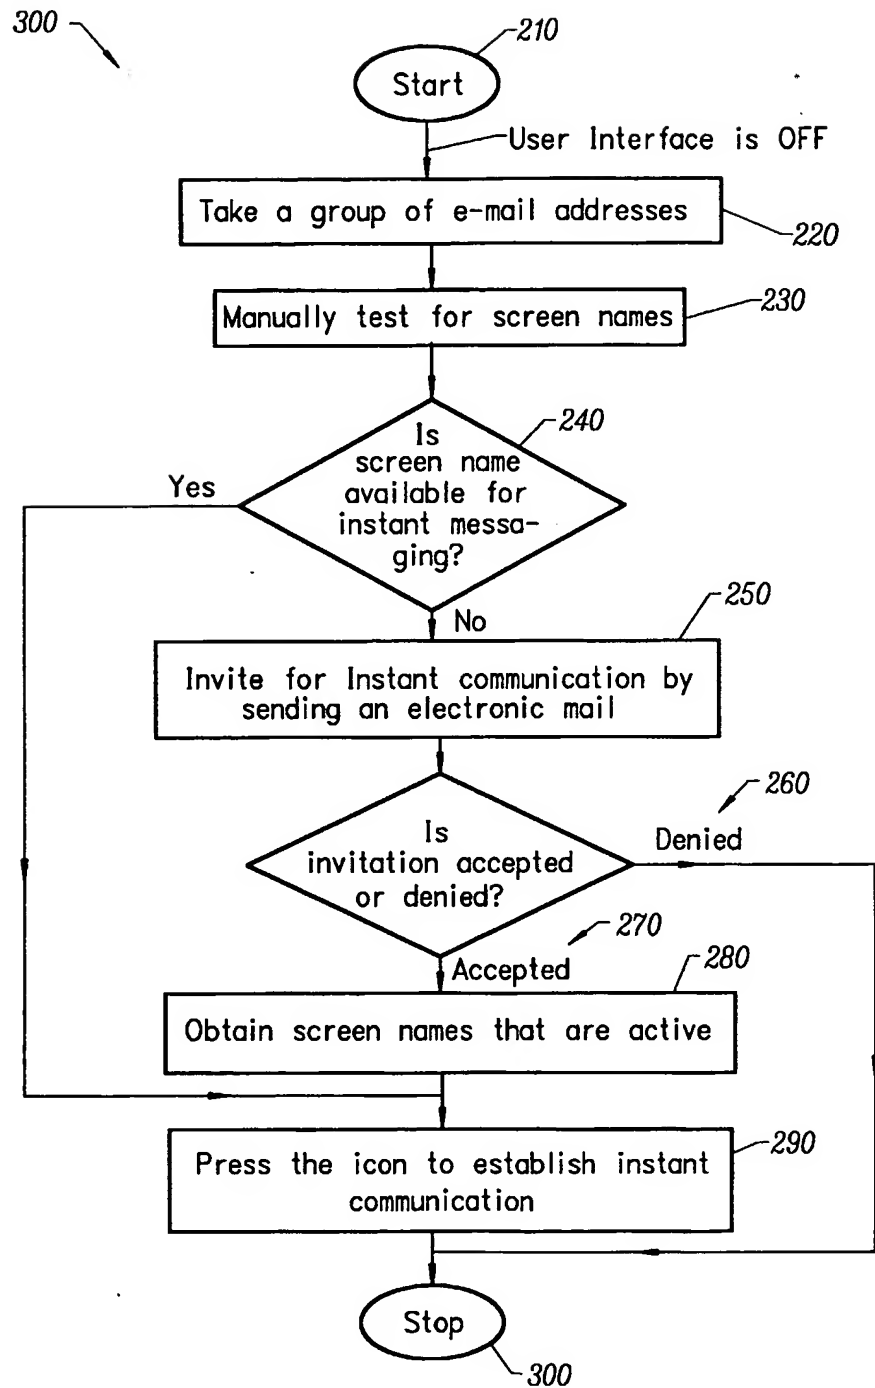 300
210
Start
User Interface is OFF
Take a group of e-mail addresses
220
230
Manually test for screen names
240
Is
screen name
available for
instant messa-
ging?
Yes
No
250
Invite for Instant communication by
sending an electronic mail
260
Is
invitation accepted
or denied?
Denied
270
Accepted
280
Obtain screen names that are active
290
Press the icon to establish instant
communication
Stop
300